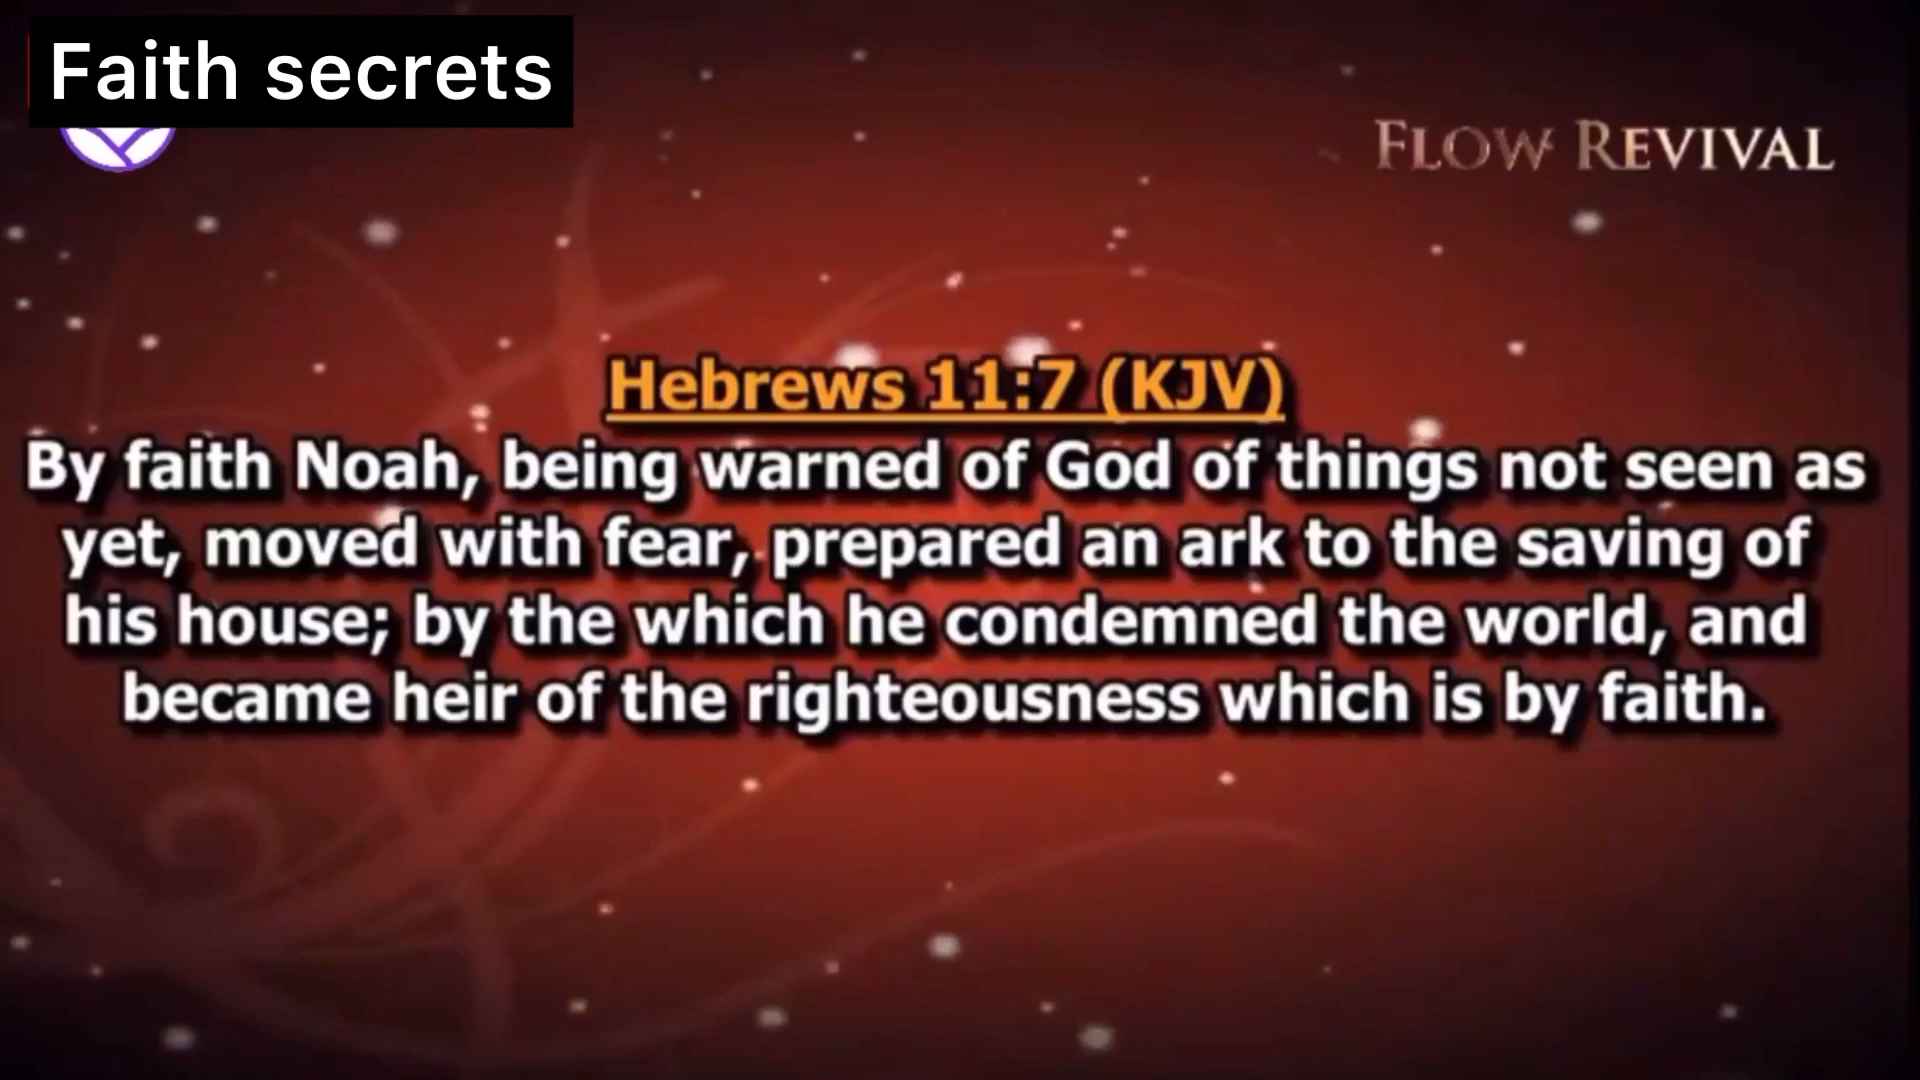 Faith secrets
FLOW REVIVAL
Hebrews 11:7 (KJV)
By faith Noah, being warned of God of things not seen as
yet, moved with fear, prepared an ark to the saving of
his house; by the which he condemned the world, and
became heir of the righteousness which is by faith.